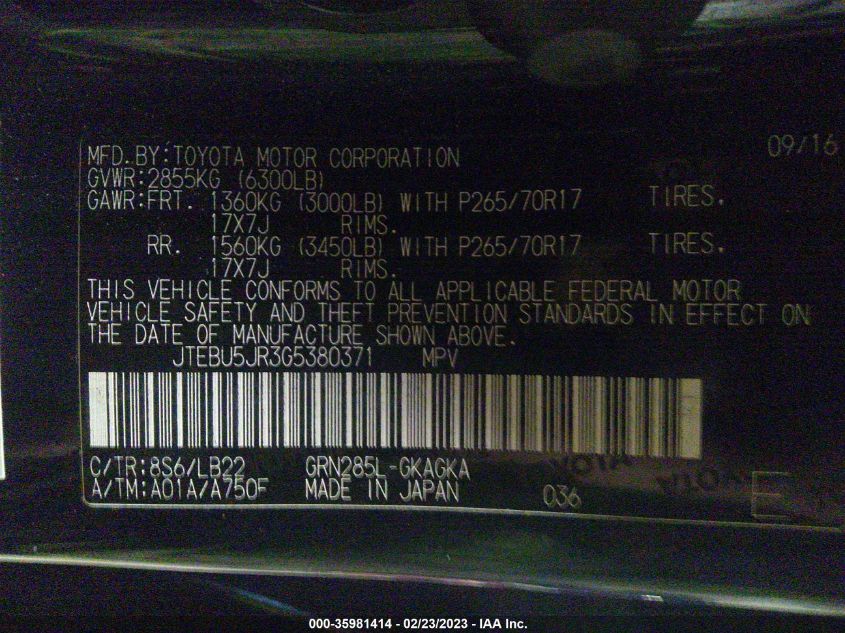 09/16
MFD.BY:TOYOTA MOTOR CORPORATION
GVWR:2855KG (6300LB)
GAWR:FRT. 1360KG (3000LB) WITH P265/70R17 TIRES.
17X7J RIMS.
RR. 1560KG (3450LB) WITH P265/70R17 TIRES.
17X7J RIMS.
THIS VEHICLE CONFORMS TO ALL APPLICABLE FEDERAL MOTOR
VEHICLE SAFETY AND THEFT PREVENTION STANDARDS IN EFFECT ON
THE DATE OF MANUFACTURE SHOWN ABOVE.
JTEBU5JR3G5380371 MPV
C/TR:8S6/LB22 GRN285L-GKAGKA
A/TM:A01A/A750F MADE IN JAPAN 036 E
000-35981414 - 02/23/2023 - IAA Inc.